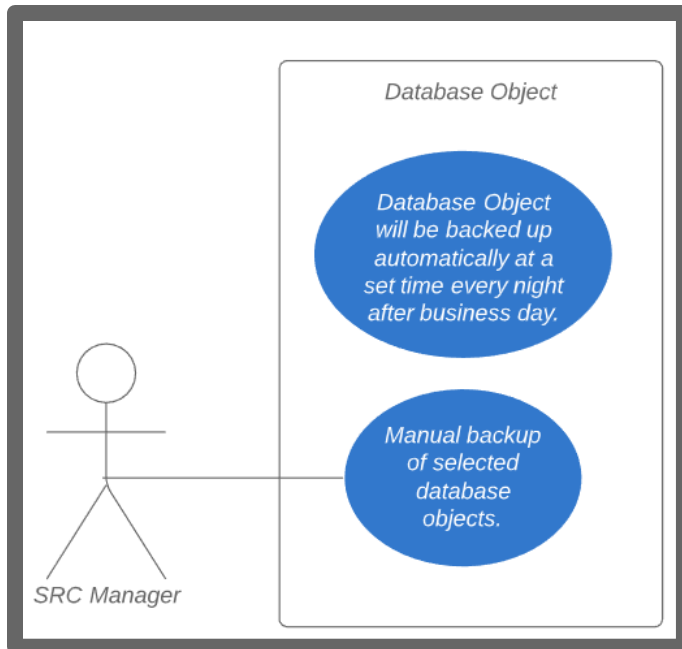 Database Object
Database Object
will be backed up
automatically at a
set time every night
after business day.
Manual backup
of selected
database
objects.
SRC Manager